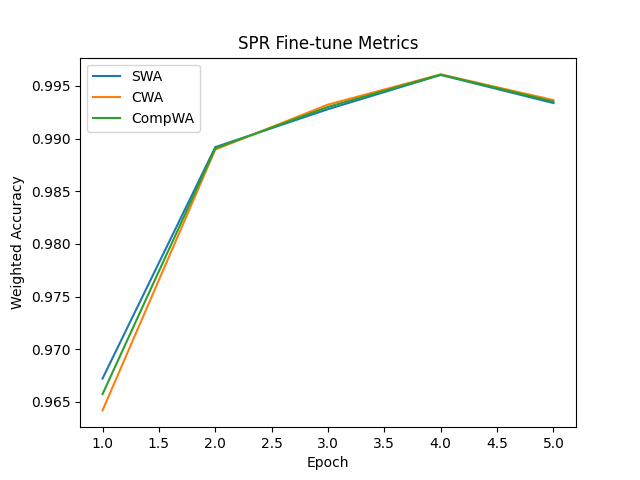 SPR Fine-tune Metrics
SWA
CWA
CompWA
Weighted Accuracy
0.995
0.990
0.985
0.980
0.975
0.970
0.965
1.0 1.5 2.0 2.5 3.0 3.5 4.0 4.5 5.0
Epoch